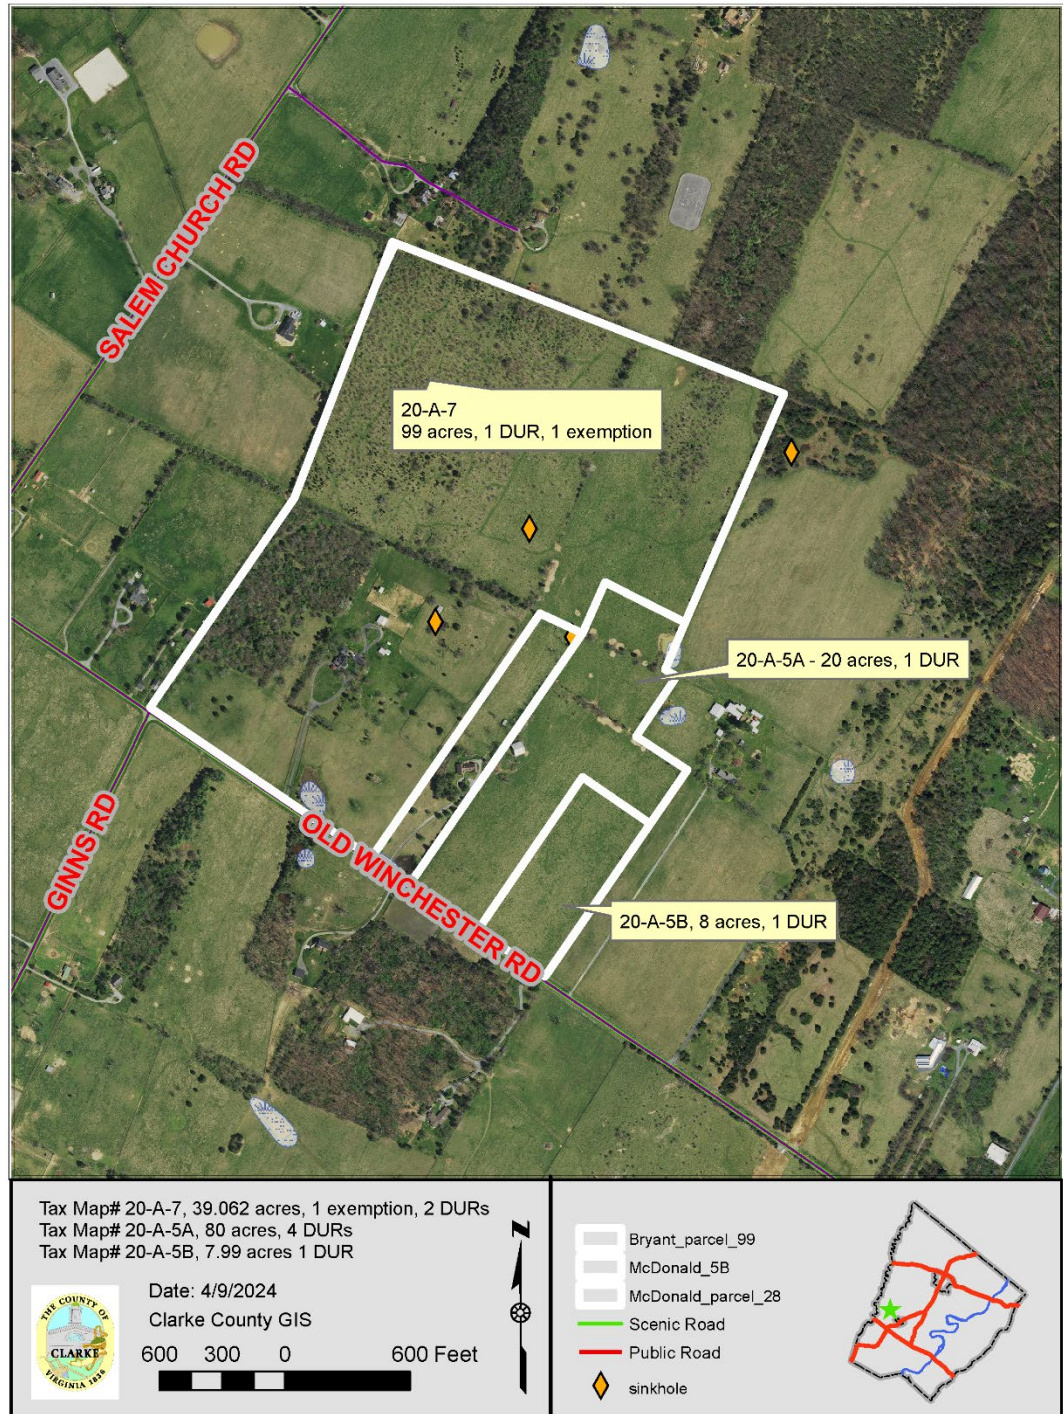 SALEM CHURCH RD
20-A-7
99 acres, 1 DUR, 1 exemption
20-A-5A - 20 acres, 1 DUR
GINNS RD
OLD WINCHESTER RD
20-A-5B, 8 acres, 1 DUR
Tax Map# 20-A-7, 39.062 acres, 1 exemption, 2 DURs
Tax Map# 20-A-5A, 80 acres, 4 DURs
Tax Map# 20-A-5B, 7.99 acres 1 DUR
THE COUNTY OF
CLARKE
VIRGINIA 1836
Date: 4/9/2024
Clarke County GIS
600 300 0 600 Feet
N
Bryant_parcel_99
McDonald_5B
McDonald_parcel_28
Scenic Road
Public Road
sinkhole